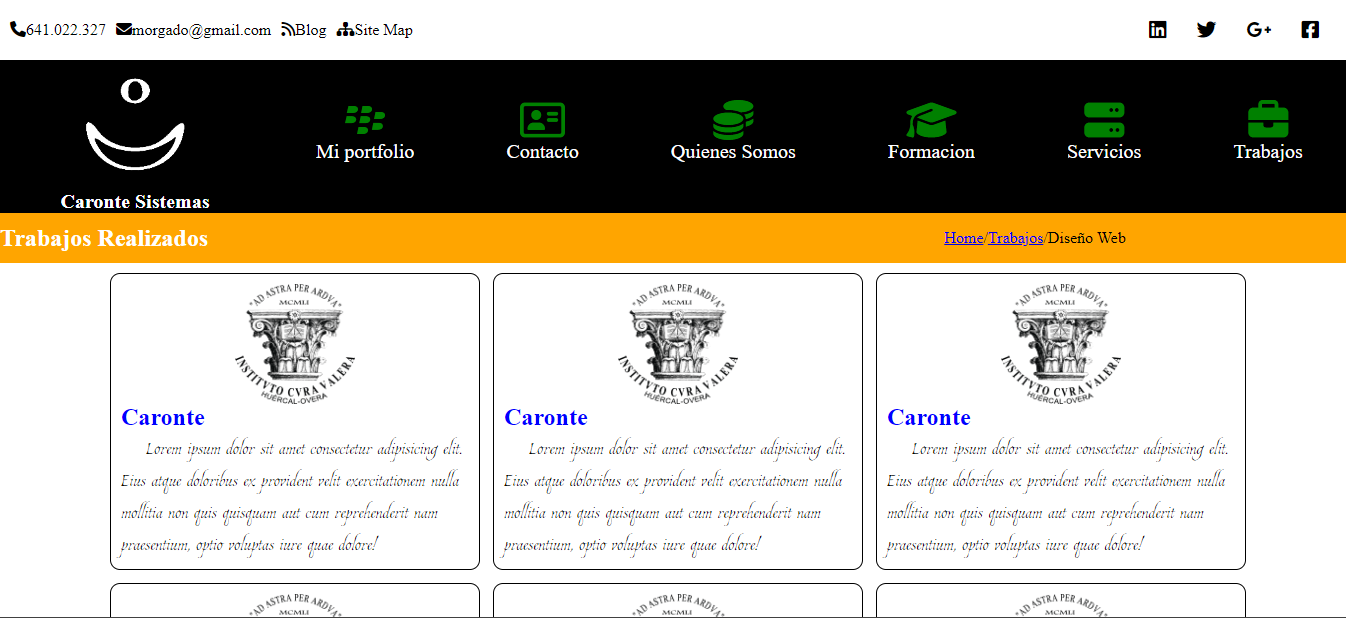 641.022.327 morgado@gmail.com Blog Site Map
Mi portfolio Contacto Quienes Somos Formacion Servicios Trabajos
Caronte Sistemas
Trabajos Realizados Home/Trabajos/Diseño Web
"AD ASTRA PER ARDVA"
MCMLI
INSTITVTO CVRA VALERA
HUÉRCAL-OVERA
Caronte
Lorem ipsum dolor sit amet consectetur adipisicing elit.
Eius atque doloribus ex provident velit exercitationem nulla
mollitia non quis quisquam aut cum reprehenderit nam
praesentium, optio voluptas iure quae dolore!
"AD ASTRA PER ARDVA"
MCMLI
INSTITVTO CVRA VALERA
HUÉRCAL-OVERA
Caronte
Lorem ipsum dolor sit amet consectetur adipisicing elit.
Eius atque doloribus ex provident velit exercitationem nulla
mollitia non quis quisquam aut cum reprehenderit nam
praesentium, optio voluptas iure quae dolore!
"AD ASTRA PER ARDVA"
MCMLI
INSTITVTO CVRA VALERA
HUÉRCAL-OVERA
Caronte
Lorem ipsum dolor sit amet consectetur adipisicing elit.
Eius atque doloribus ex provident velit exercitationem nulla
mollitia non quis quisquam aut cum reprehenderit nam
praesentium, optio voluptas iure quae dolore!
"AD ASTRA PER ARDVA"
MCMLI
"AD ASTRA PER ARDVA"
MCMLI
"AD ASTRA PER ARDVA"
MCMLI